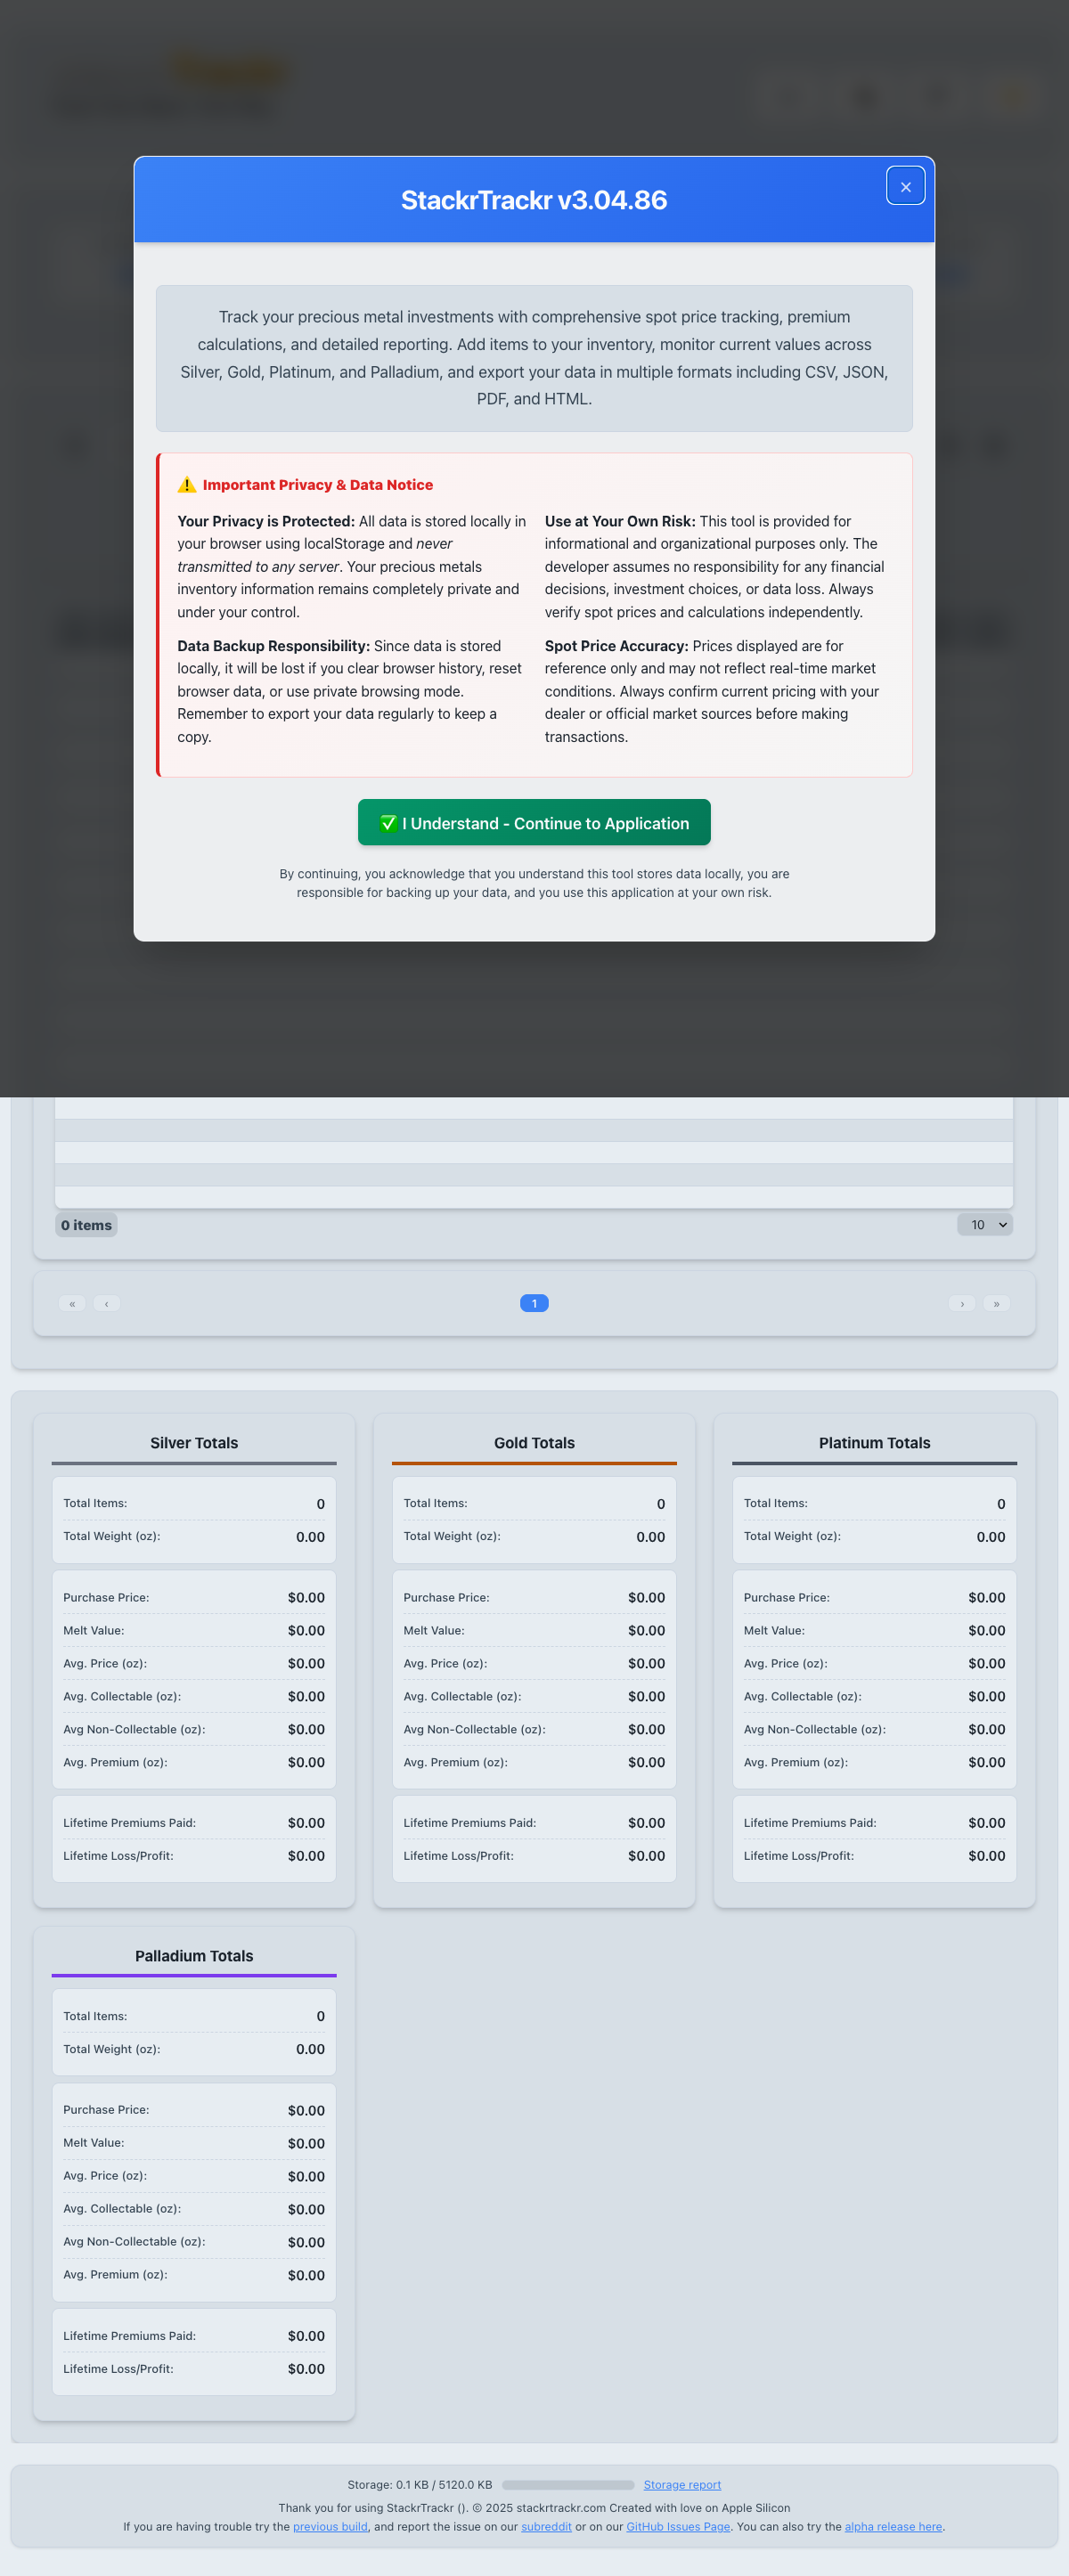 StackrTrackr v3.04.86
×
Track your precious metal investments with comprehensive spot price tracking, premium
calculations, and detailed reporting. Add items to your inventory, monitor current values across
Silver, Gold, Platinum, and Palladium, and export your data in multiple formats including CSV, JSON,
PDF, and HTML.
⚠️ Important Privacy & Data Notice
Your Privacy is Protected: All data is stored locally in
your browser using localStorage and never
transmitted to any server. Your precious metals
inventory information remains completely private and
under your control.
Data Backup Responsibility: Since data is stored
locally, it will be lost if you clear browser history, reset
browser data, or use private browsing mode.
Remember to export your data regularly to keep a
copy.
Use at Your Own Risk: This tool is provided for
informational and organizational purposes only. The
developer assumes no responsibility for any financial
decisions, investment choices, or data loss. Always
verify spot prices and calculations independently.
Spot Price Accuracy: Prices displayed are for
reference only and may not reflect real-time market
conditions. Always confirm current pricing with your
dealer or official market sources before making
transactions.
✅ I Understand - Continue to Application
By continuing, you acknowledge that you understand this tool stores data locally, you are
responsible for backing up your data, and you use this application at your own risk.
0 items
10
« ‹ 1 › »
Silver Totals
Total Items: 0
Total Weight (oz): 0.00
Purchase Price: $0.00
Melt Value: $0.00
Avg. Price (oz): $0.00
Avg. Collectable (oz): $0.00
Avg Non-Collectable (oz): $0.00
Avg. Premium (oz): $0.00
Lifetime Premiums Paid: $0.00
Lifetime Loss/Profit: $0.00
Gold Totals
Total Items: 0
Total Weight (oz): 0.00
Purchase Price: $0.00
Melt Value: $0.00
Avg. Price (oz): $0.00
Avg. Collectable (oz): $0.00
Avg Non-Collectable (oz): $0.00
Avg. Premium (oz): $0.00
Lifetime Premiums Paid: $0.00
Lifetime Loss/Profit: $0.00
Platinum Totals
Total Items: 0
Total Weight (oz): 0.00
Purchase Price: $0.00
Melt Value: $0.00
Avg. Price (oz): $0.00
Avg. Collectable (oz): $0.00
Avg Non-Collectable (oz): $0.00
Avg. Premium (oz): $0.00
Lifetime Premiums Paid: $0.00
Lifetime Loss/Profit: $0.00
Palladium Totals
Total Items: 0
Total Weight (oz): 0.00
Purchase Price: $0.00
Melt Value: $0.00
Avg. Price (oz): $0.00
Avg. Collectable (oz): $0.00
Avg Non-Collectable (oz): $0.00
Avg. Premium (oz): $0.00
Lifetime Premiums Paid: $0.00
Lifetime Loss/Profit: $0.00
Storage: 0.1 KB / 5120.0 KB Storage report
Thank you for using StackrTrackr (). © 2025 stackrtrackr.com Created with love on Apple Silicon
If you are having trouble try the previous build, and report the issue on our subreddit or on our GitHub Issues Page. You can also try the alpha release here.